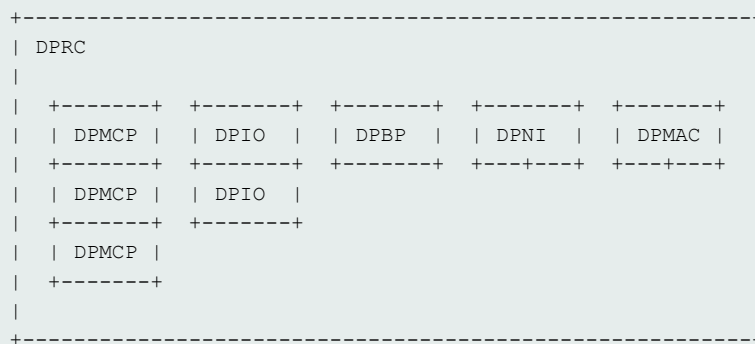 +-----------------------------------------------------------
| DPRC
|
|  +-------+  +-------+  +-------+  +-------+  +-------+
|  | DPMCP |  | DPIO  |  | DPBP  |  | DPNI  |  | DPMAC |
|  +-------+  +-------+  +-------+  +---+---+  +---+---+
|  | DPMCP |  | DPIO  |
|  +-------+  +-------+
|  | DPMCP |
|  +-------+
|
+-----------------------------------------------------------